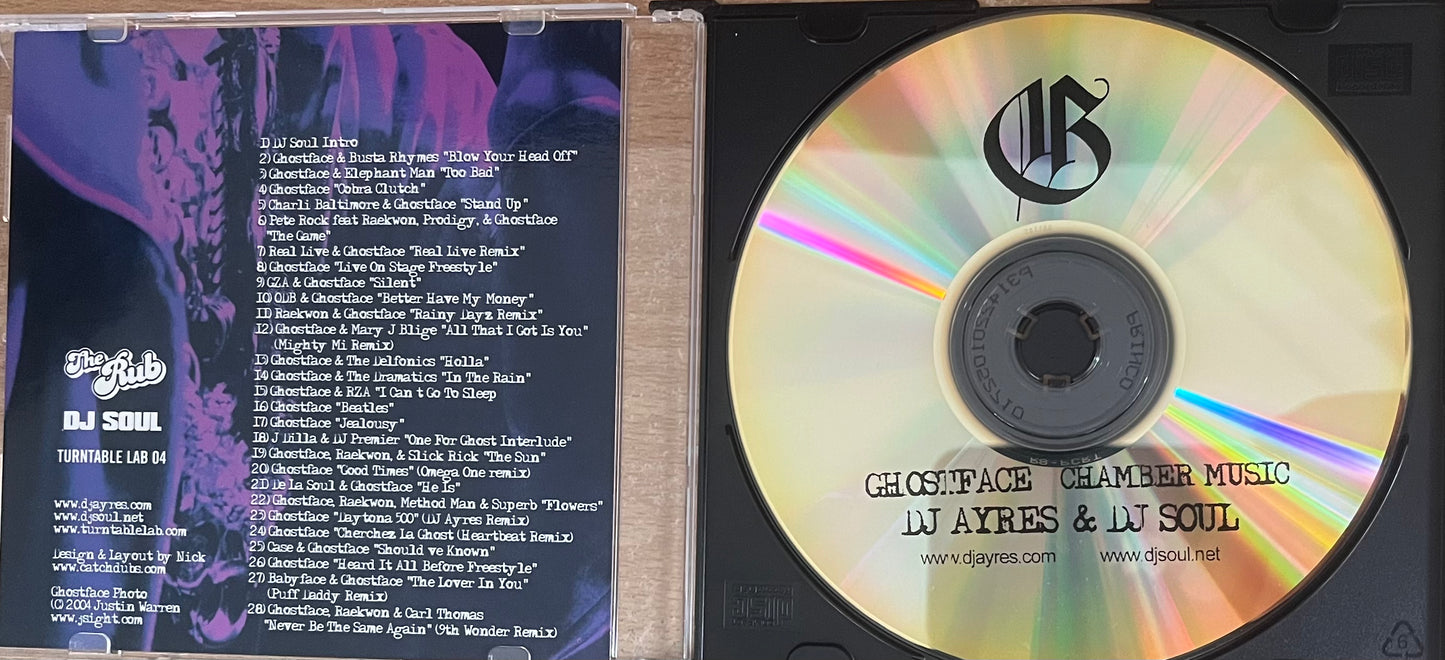 1) DJ Soul Intro
2) Ghostface & Busta Rhymes "Blow Your Head Off"
3) Ghostface & Elephant Man "Too Bad"
4) Ghostface "Cobra Clutch"
5) Charli Baltimore & Ghostface "Stand Up"
6) Pete Rock feat Raekwon, Prodigy, & Ghostface
"The Game"
7) Real Live & Ghostface "Real Live Remix"
8) Ghostface "Live On Stage Freestyle"
9) GZA & Ghostface "Silent"
10) ODB & Ghostface "Better Have My Money"
11) Raekwon & Ghostface "Rainy Dayz Remix"
12) Ghostface & Mary J Blige "All That I Got Is You"
(Mighty Mi Remix)
13) Ghostface & The Delfonics "Holla"
14) Ghostface & The Dramatics "In The Rain"
15) Ghostface & RZA "I Can t Go To Sleep
16) Ghostface "Beatles"
17) Ghostface "Jealousy"
18) J Dilla & DJ Premier "One For Ghost Interlude"
19) Ghostface, Raekwon, & Slick Rick "The Sun"
20) Ghostface "Good Times" (Omega One remix)
21) De La Soul & Ghostface "He Is"
22) Ghostface, Raekwon, Method Man & Superb "Flowers"
23) Ghostface "Daytona 500" (DJ Ayres Remix)
24) Ghostface "Cherchez La Ghost (Heartbeat Remix)
25) Case & Ghostface "Should ve Known"
26) Ghostface "Heard It All Before Freestyle"
27) Babyface & Ghostface "The Lover In You"
(Puff Daddy Remix)
28) Ghostface, Raekwon & Carl Thomas
"Never Be The Same Again" (9th Wonder Remix)
The Rub
DJ SOUL
TURNTABLE LAB 04
www.djayres.com
www.djsoul.net
www.turntablelab.com
Design & Layout by Nick
www.catchdubs.com
Ghostface Photo
(C) 2004 Justin Warren
www.jsight.com
G
PRINCO
GHOSTFACE CHAMBER MUSIC
DJ AYRES & DJ SOUL
www.djayres.com www.djsoul.net
6